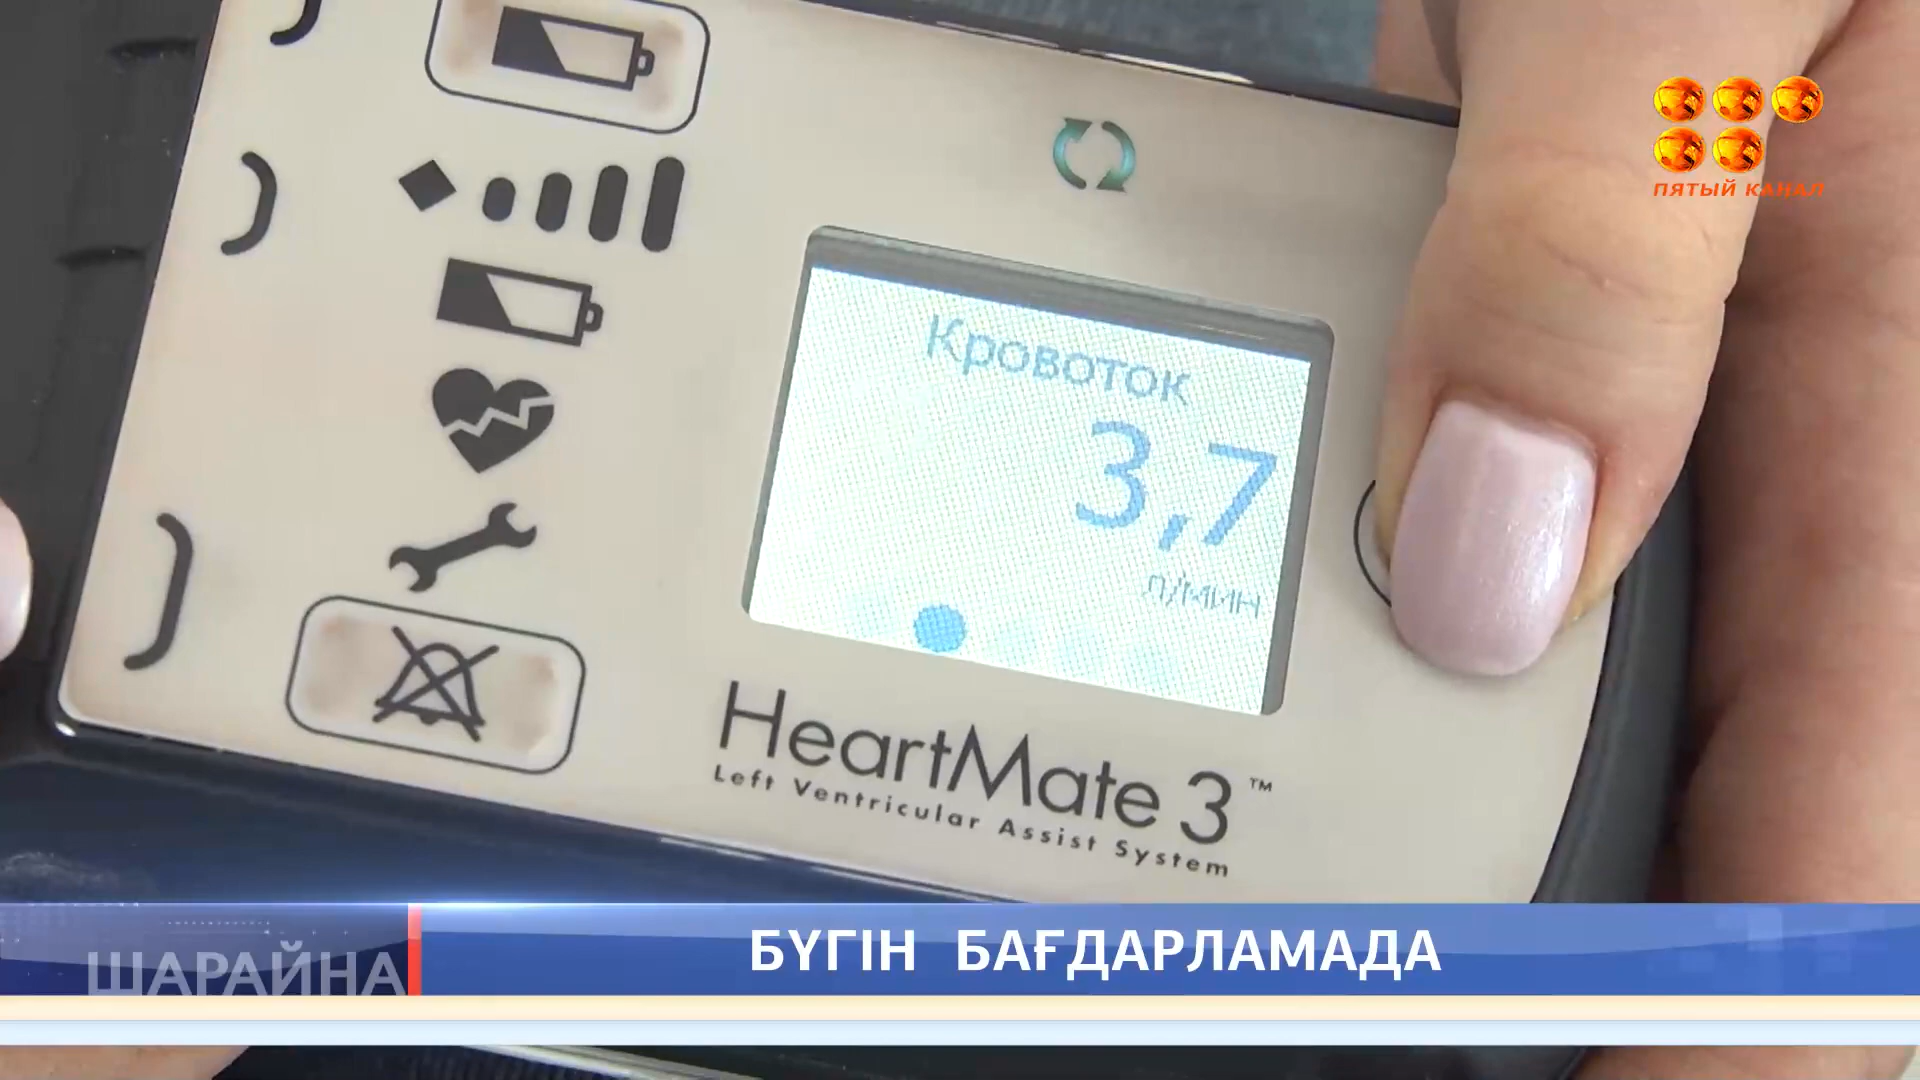 ПЯТЫЙ КАНАЛ
Кровоток
3,7
л/мин
HeartMate 3™
Left Ventricular Assist System
БҮГІН БАҒДАРЛАМАДА
ШАРАЙНА